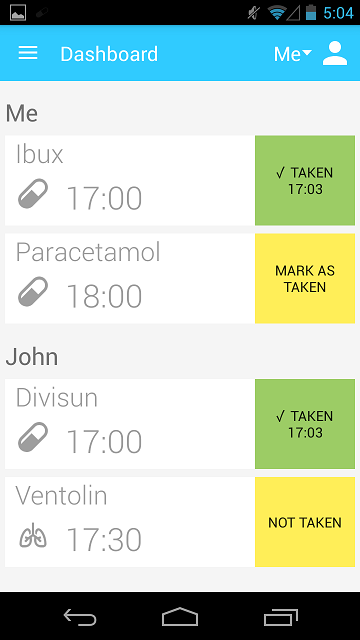 5:04
Dashboard
Me
Me
Ibux
17:00
√ TAKEN
17:03
Paracetamol
18:00
MARK AS
TAKEN
John
Divisun
17:00
√ TAKEN
17:03
Ventolin
17:30
NOT TAKEN